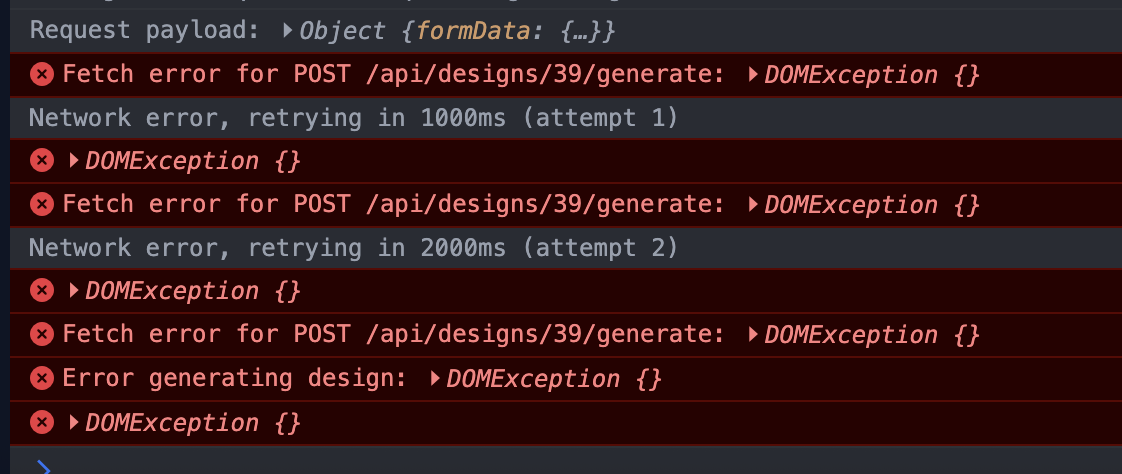 Request payload: ▶Object {formData: {…}}
Fetch error for POST /api/designs/39/generate: ▶DOMException {}
Network error, retrying in 1000ms (attempt 1)
▶DOMException {}
Fetch error for POST /api/designs/39/generate: ▶DOMException {}
Network error, retrying in 2000ms (attempt 2)
▶DOMException {}
Fetch error for POST /api/designs/39/generate: ▶DOMException {}
Error generating design: ▶DOMException {}
▶DOMException {}